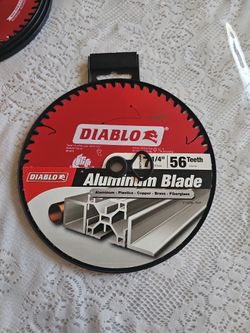 DIABLO
7 1/4"
56 Teeth
DIABLO
Aluminum Blade
Aluminum • Plastics • Copper • Brass • Fiberglass